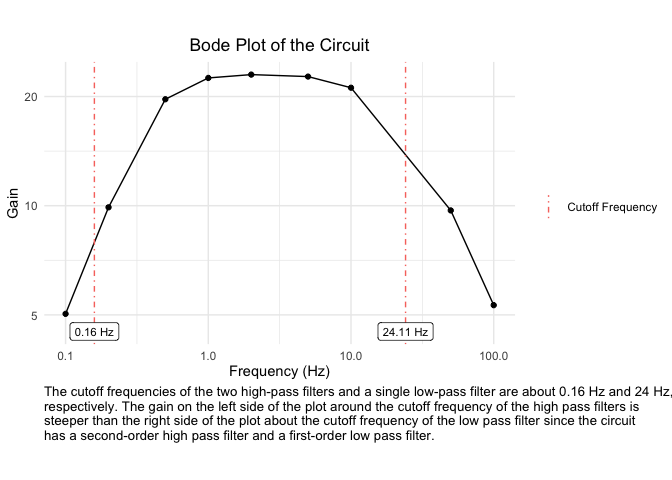 Bode Plot of the Circuit
20
10
5
Gain
Cutoff Frequency
0.16 Hz
24.11 Hz
0.1
1.0
10.0
100.0
Frequency (Hz)
The cutoff frequencies of the two high-pass filters and a single low-pass filter are about 0.16 Hz and 24 Hz,
respectively. The gain on the left side of the plot around the cutoff frequency of the high pass filters is
steeper than the right side of the plot about the cutoff frequency of the low pass filter since the circuit
has a second-order high pass filter and a first-order low pass filter.